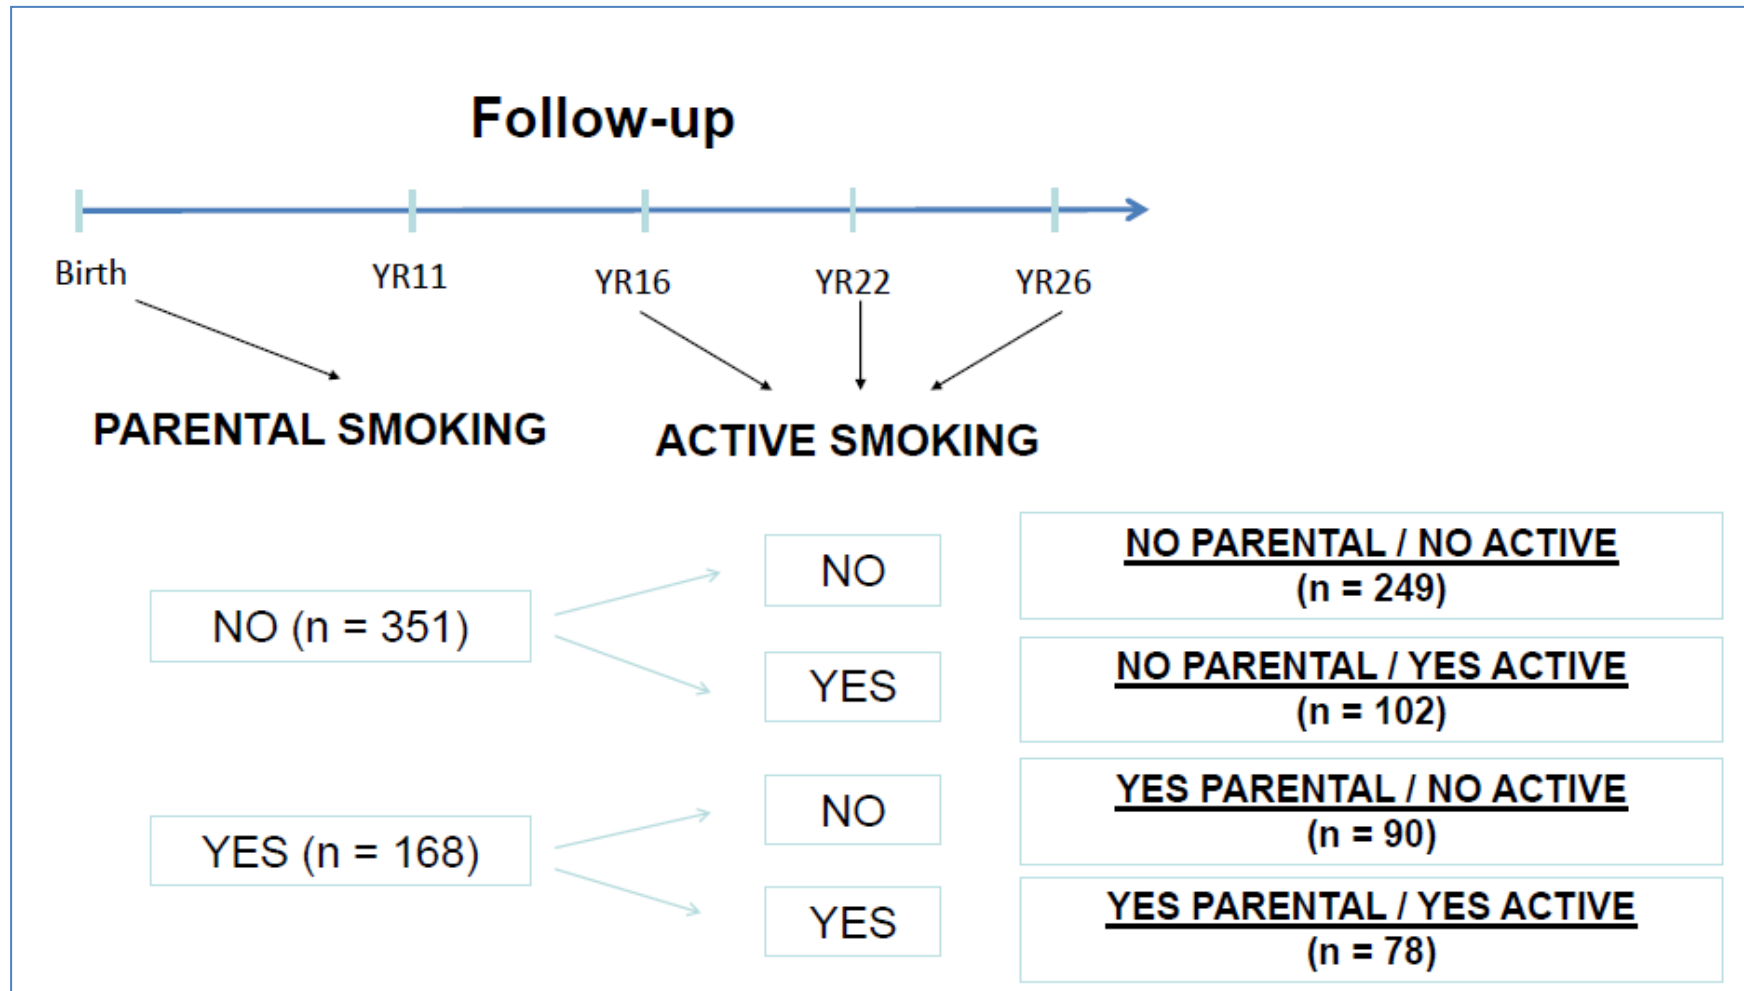 Follow-up
Birth
YR11
YR16
YR22
YR26
PARENTAL SMOKING
ACTIVE SMOKING
NO (n = 351)
NO
NO PARENTAL / NO ACTIVE
(n = 249)
YES
NO PARENTAL / YES ACTIVE
(n = 102)
YES (n = 168)
NO
YES PARENTAL / NO ACTIVE
(n = 90)
YES
YES PARENTAL / YES ACTIVE
(n = 78)